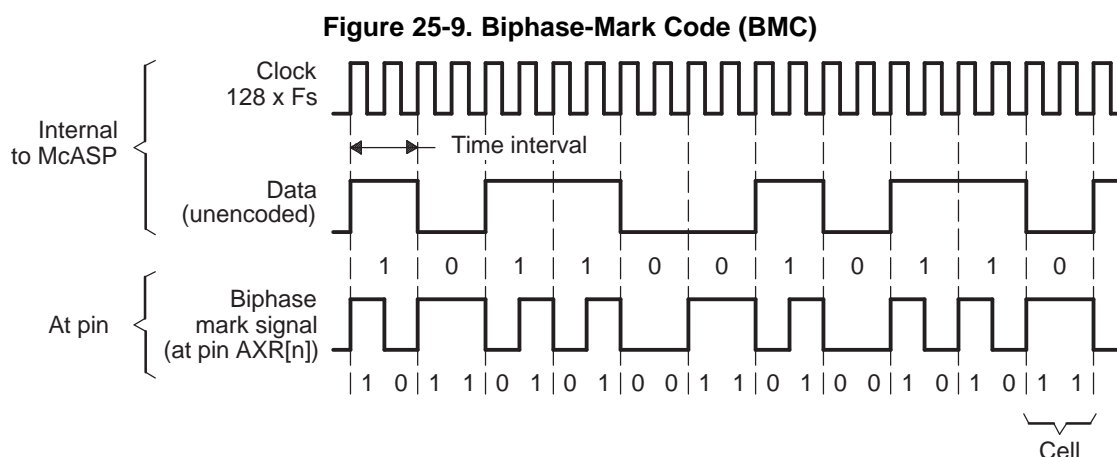 Figure 25-9. Biphase-Mark Code (BMC)
Clock
128 x Fs
Internal
to McASP
Time interval
Data
(unencoded)
1 0 1 1 0 0 1 0 1 1 0
At pin
Biphase
mark signal
(at pin AXR[n])
1 0 1 1 0 1 0 1 0 0 1 1 0 1 0 0 1 0 1 0 1 1
Cell